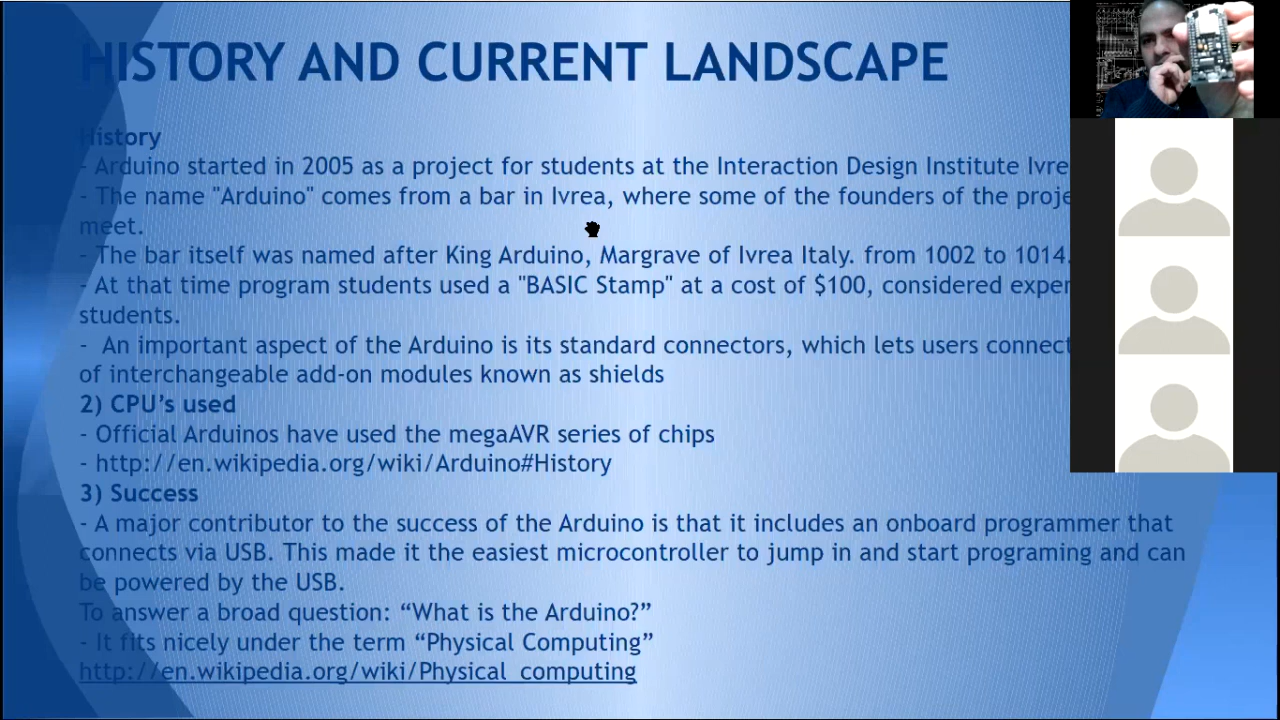 HISTORY AND CURRENT LANDSCAPE
History
- Arduino started in 2005 as a project for students at the Interaction Design Institute
- The name "Arduino" comes from a bar in Ivrea, where some of the founders of the
meet.
- The bar itself was named after King Arduino, Margrave of Ivrea Italy. from 1002 to 1014.
- At that time program students used a "BASIC Stamp" at a cost of $100, considered
students.
- An important aspect of the Arduino is its standard connectors, which lets users connect
of interchangeable add-on modules known as shields
2) CPU’s used
- Official Arduinos have used the megaAVR series of chips
- http://en.wikipedia.org/wiki/Arduino#History
3) Success
- A major contributor to the success of the Arduino is that it includes an onboard programmer that
connects via USB. This made it the easiest microcontroller to jump in and start programing and can
be powered by the USB.
To answer a broad question: “What is the Arduino?”
- It fits nicely under the term “Physical Computing”
http://en.wikipedia.org/wiki/Physical_computing